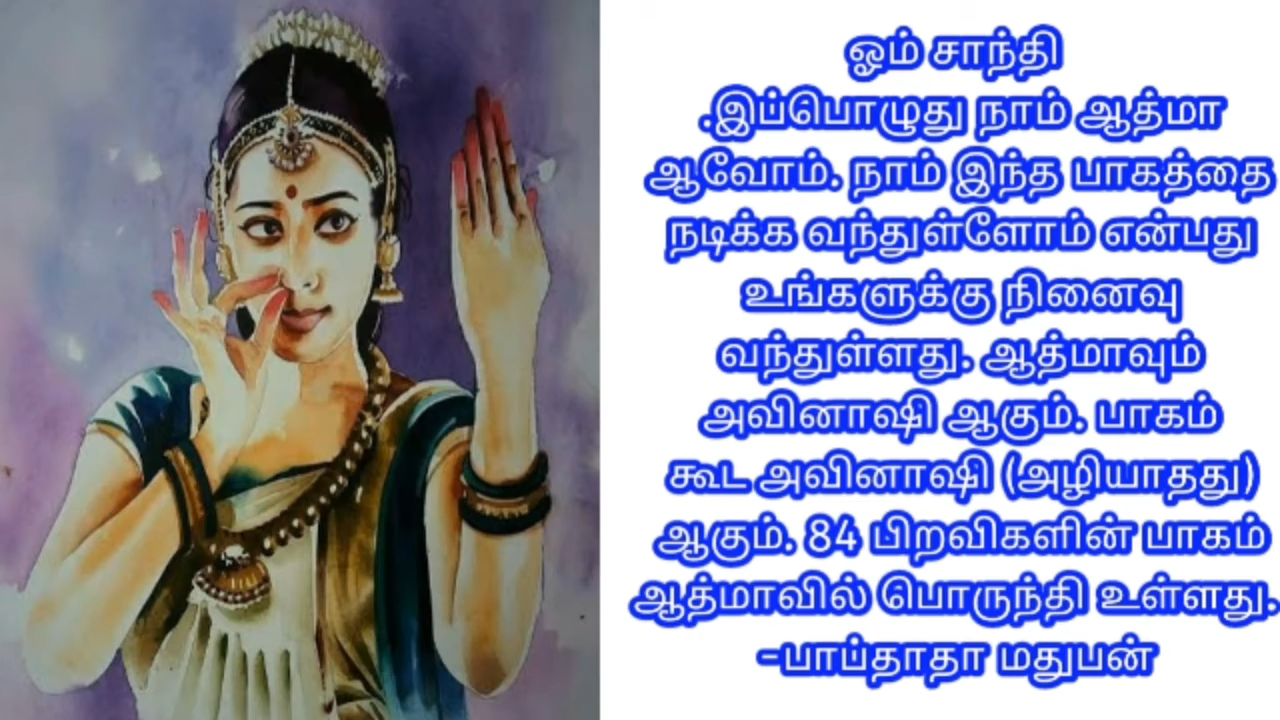 ஓம் சாந்தி
.இப்பொழுது நாம் ஆத்மா
ஆவோம். நாம் இந்த பாகத்தை
நடிக்க வந்துள்ளோம் என்பது
உங்களுக்கு நினைவு
வந்துள்ளது. ஆத்மாவும்
அவினாஷி ஆகும். பாகம்
கூட அவினாஷி (அழியாதது)
ஆகும். 84 பிறவிகளின் பாகம்
ஆத்மாவில் பொருந்தி உள்ளது.
-பாப்தாதா மதுபன்